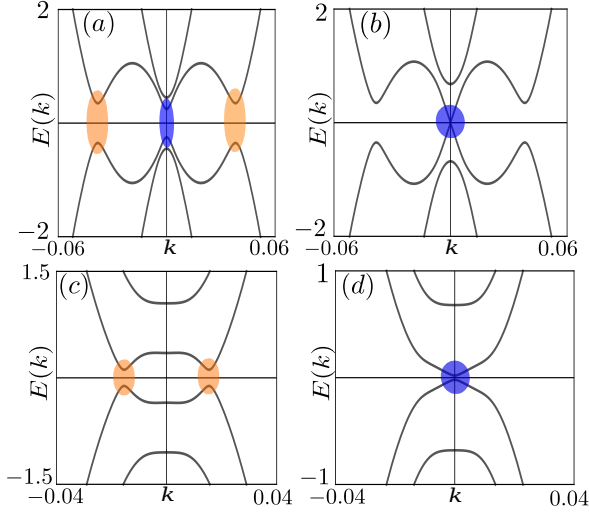 2 (a) 2 (b)
E(k) E(k)
−2 −2
−0.06 k 0.06 −0.06 k 0.06
1.5 (c) 1 (d)
E(k) E(k)
−1.5 −1
−0.04 k 0.04 −0.04 k 0.04